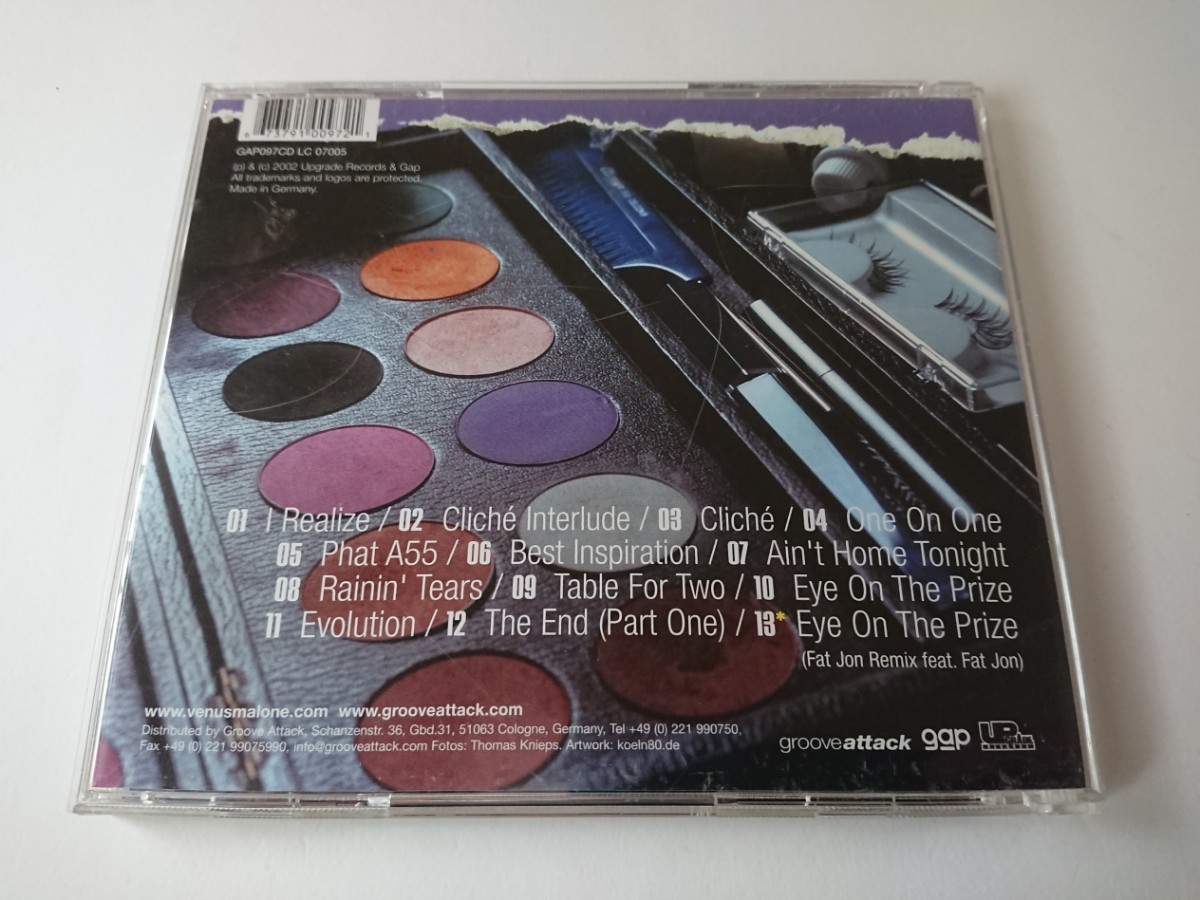 6 73791 00972 1
GAP097CD LC 07005
(p) & (c) 2002 Upgrade Records & Gap
All trademarks and logos are protected.
Made in Germany.
01 I Realize / 02 Cliché Interlude / 03 Cliché / 04 One On One
05 Phat A55 / 06 Best Inspiration / 07 Ain't Home Tonight
08 Rainin' Tears / 09 Table For Two / 10 Eye On The Prize
11 Evolution / 12 The End (Part One) / 13* Eye On The Prize
(Fat Jon Remix feat. Fat Jon)
www.venusmalone.com www.grooveattack.com
Distributed by Groove Attack, Schanzenstr. 36, Gbd.31, 51063 Cologne, Germany, Tel +49 (0) 221 990750,
Fax +49 (0) 221 99075990, info@grooveattack.com Fotos: Thomas Knieps. Artwork: koeln80.de
grooveattack gap